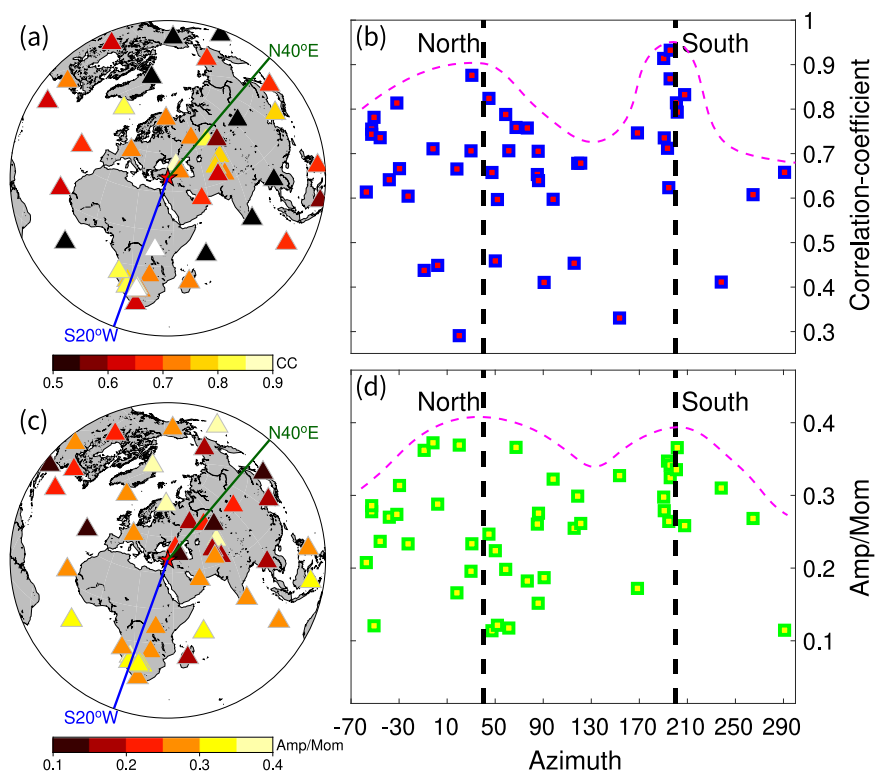 (a)
N40ºE
S20ºW
CC
0.5 0.6 0.7 0.8 0.9
(b)
North
South
1
0.9
0.8
0.7
0.6
0.5
0.4
0.3
Correlation-coefficient
(c)
N40ºE
S20ºW
Amp/Mom
0.1 0.2 0.3 0.4
(d)
North
South
0.4
0.3
0.2
0.1
Amp/Mom
-70 -30 10 50 90 130 170 210 250 290
Azimuth